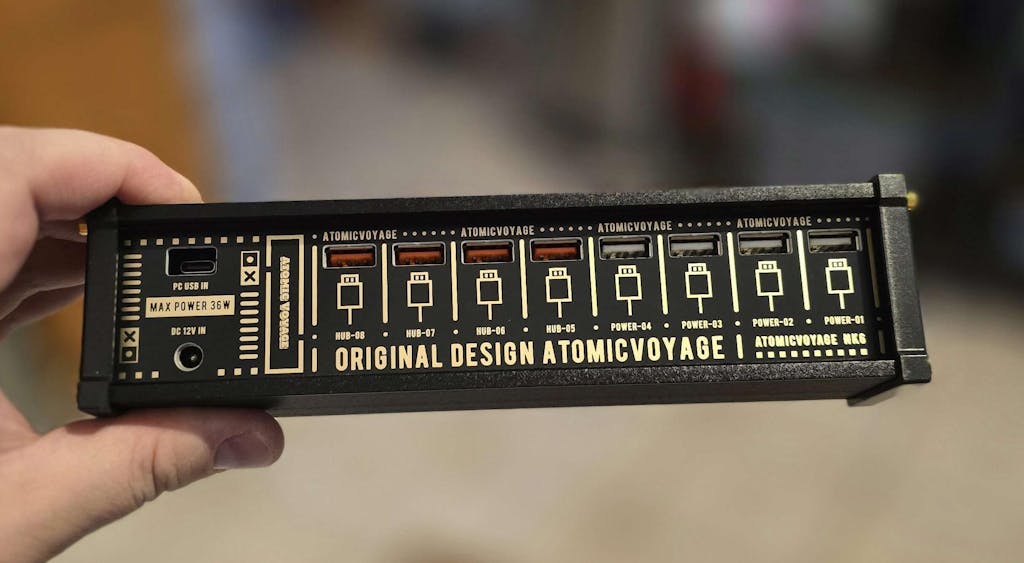 PC USB IN
MAX POWER 36W
DC 12V IN
ATOMIC VOYAGE
ATOMICVOYAGE
ATOMICVOYAGE
ATOMICVOYAGE
ATOMICVOYAGE
HUB-08
HUB-07
HUB-06
HUB-05
POWER-04
POWER-03
POWER-02
POWER-01
ORIGINAL DESIGN ATOMICVOYAGE
ATOMICVOYAGE NKG